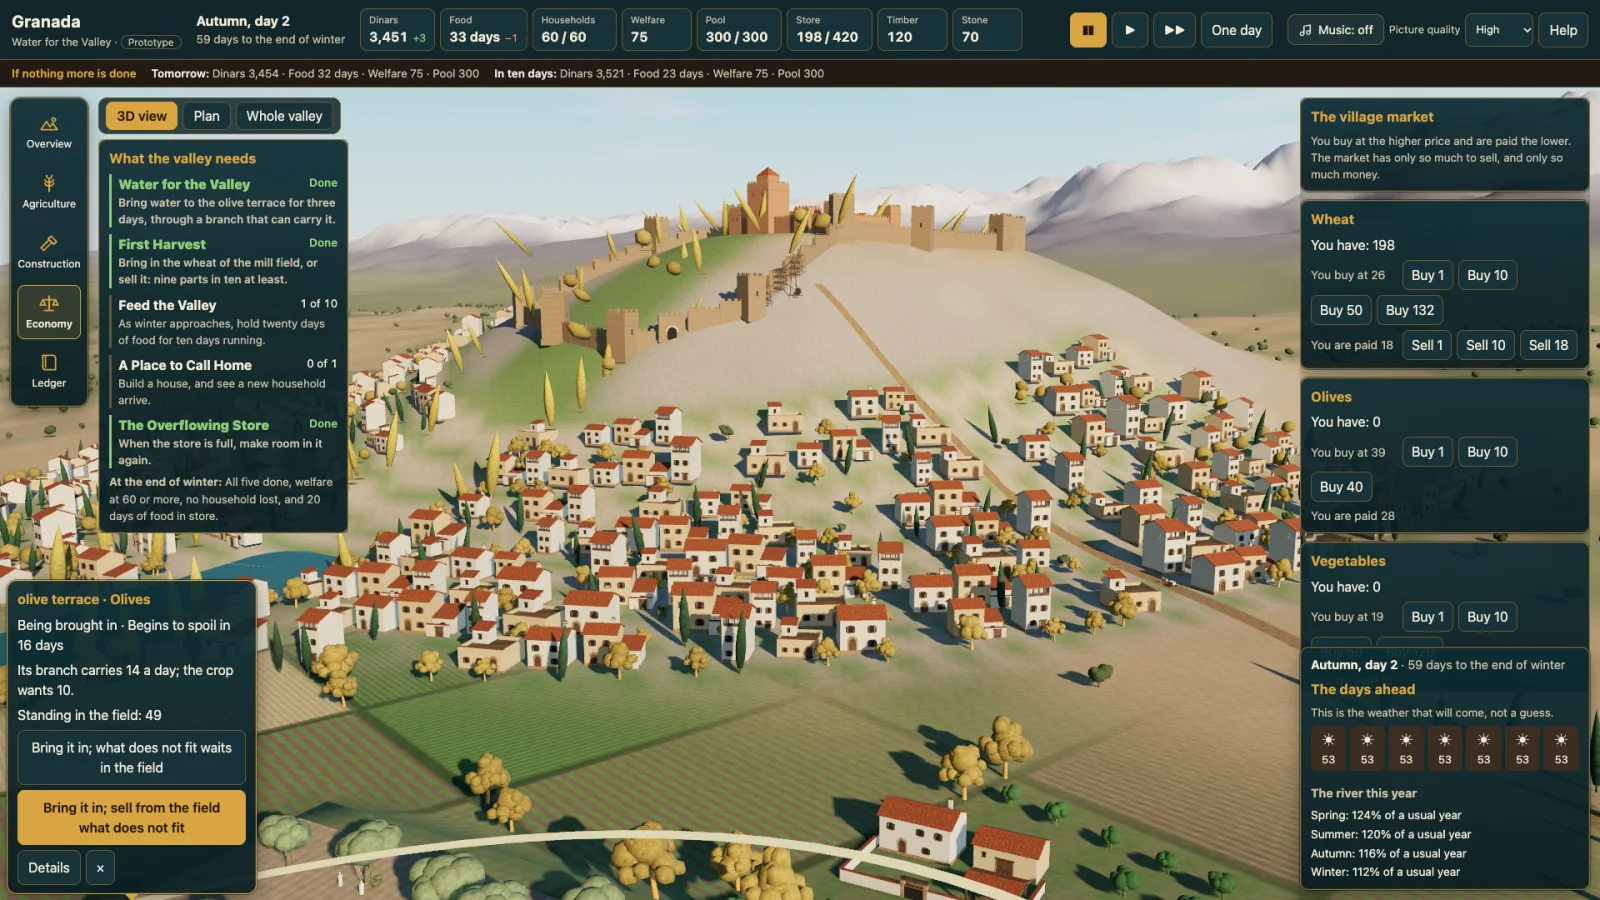 Granada
Water for the Valley · Prototype
Autumn, day 2
59 days to the end of winter
Dinars
3,451 +3
Food
33 days −1
Households
60 / 60
Welfare
75
Pool
300 / 300
Store
198 / 420
Timber
120
Stone
70
One day
Music: off
Picture quality
High
Help
If nothing more is done Tomorrow: Dinars 3,454 · Food 32 days · Welfare 75 · Pool 300 In ten days: Dinars 3,521 · Food 23 days · Welfare 75 · Pool 300
Overview
Agriculture
Construction
Economy
Ledger
3D view
Plan
Whole valley
What the valley needs
Water for the Valley Done
Bring water to the olive terrace for three
days, through a branch that can carry it.
First Harvest Done
Bring in the wheat of the mill field, or
sell it: nine parts in ten at least.
Feed the Valley 1 of 10
As winter approaches, hold twenty days
of food for ten days running.
A Place to Call Home 0 of 1
Build a house, and see a new household
arrive.
The Overflowing Store Done
When the store is full, make room in it
again.
At the end of winter: All five done, welfare
at 60 or more, no household lost, and 20
days of food in store.
olive terrace · Olives
Being brought in · Begins to spoil in
16 days
Its branch carries 14 a day; the crop
wants 10.
Standing in the field: 49
Bring it in; what does not fit waits
in the field
Bring it in; sell from the field
what does not fit
Details
×
The village market
You buy at the higher price and are paid the lower.
The market has only so much to sell, and only so
much money.
Wheat
You have: 198
You buy at 26 Buy 1 Buy 10
Buy 50 Buy 132
You are paid 18 Sell 1 Sell 10 Sell 18
Olives
You have: 0
You buy at 39 Buy 1 Buy 10
Buy 40
You are paid 28
Vegetables
You have: 0
You buy at 19 Buy 1 Buy 10
Buy 50 Buy 120
Autumn, day 2 · 59 days to the end of winter
The days ahead
This is the weather that will come, not a guess.
53 53 53 53 53 53 53
The river this year
Spring: 124% of a usual year
Summer: 120% of a usual year
Autumn: 116% of a usual year
Winter: 112% of a usual year